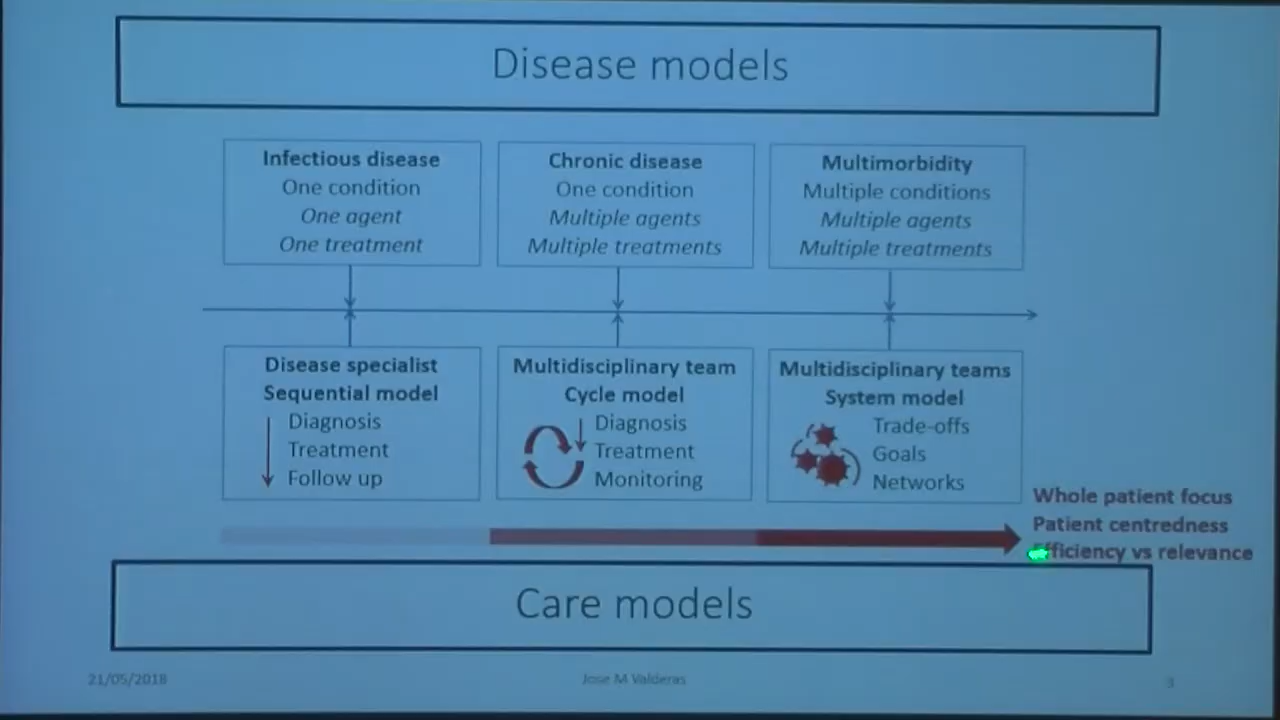 Disease models
Infectious disease
One condition
One agent
One treatment
Chronic disease
One condition
Multiple agents
Multiple treatments
Multimorbidity
Multiple conditions
Multiple agents
Multiple treatments
Disease specialist
Sequential model
Diagnosis
Treatment
Follow up
Multidisciplinary team
Cycle model
Diagnosis
Treatment
Monitoring
Multidisciplinary teams
System model
Trade-offs
Goals
Networks
Whole patient focus
Patient centredness
Efficiency vs relevance
Care models
21/05/2018
Jose M Valderas
3